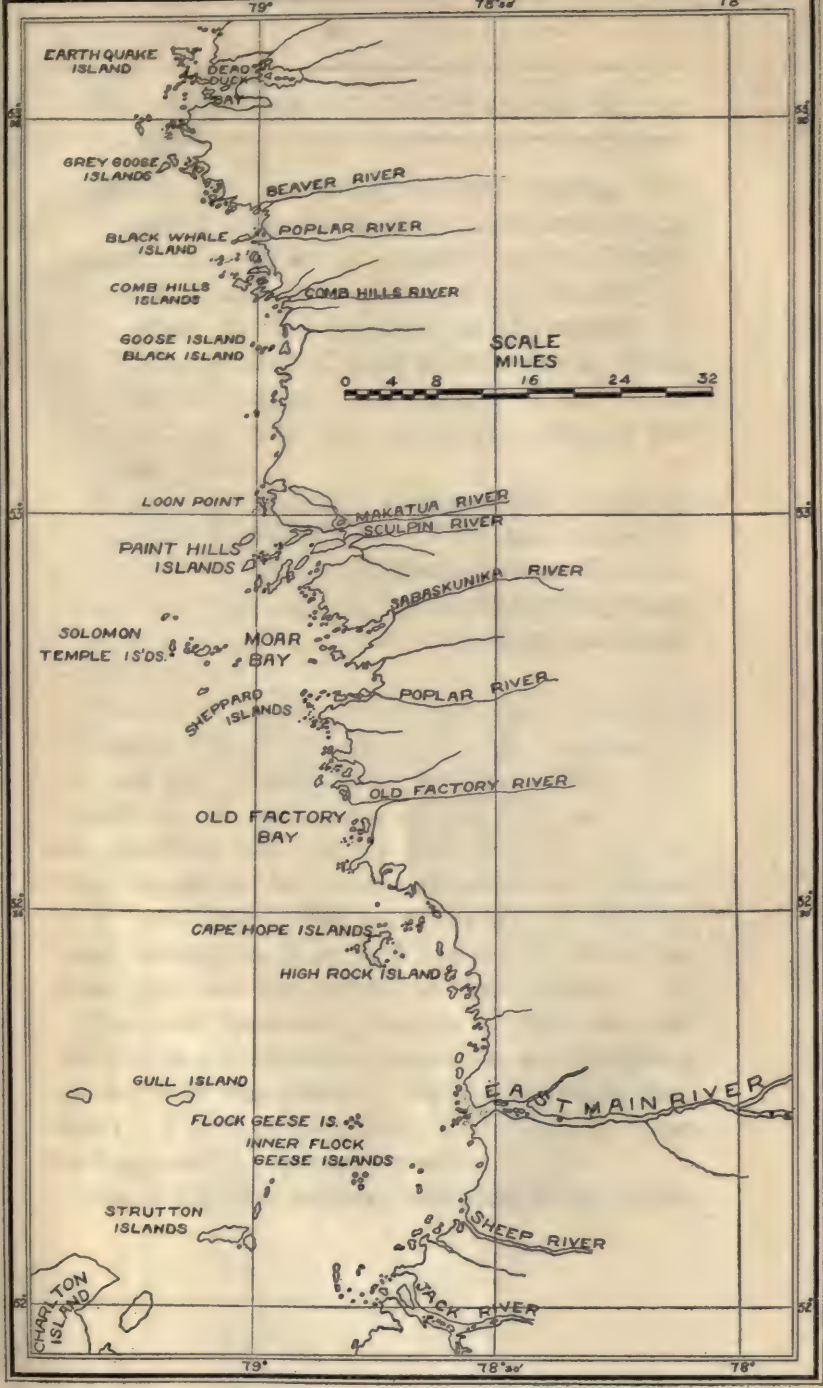 79°
78°30'
78°
EARTHQUAKE
ISLAND
DEAD
DUCK
BAY
GREY GOOSE
ISLANDS
BEAVER RIVER
BLACK WHALE
ISLAND
POPLAR RIVER
COMB HILLS
ISLANDS
COMB HILLS RIVER
GOOSE ISLAND
BLACK ISLAND
SCALE
MILES
0 4 8 16 24 32
LOON POINT
53°
MAKATUA RIVER
SCULPIN RIVER
PAINT HILLS
ISLANDS
SABASKUNIKA RIVER
SOLOMON
TEMPLE IS'DS.
MOAR
BAY
SHEPPARD
ISLANDS
POPLAR RIVER
OLD FACTORY RIVER
OLD FACTORY
BAY
CAPE HOPE ISLANDS
HIGH ROCK ISLAND
GULL ISLAND
EAST MAIN RIVER
FLOCK GEESE IS.
INNER FLOCK
GEESE ISLANDS
STRUTTON
ISLANDS
SHEEP RIVER
CHARLTON
ISLAND
JACK RIVER
52°
79°
78°30'
78°